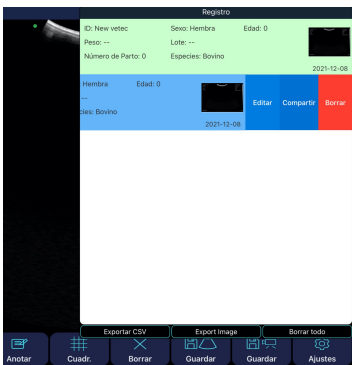 Registro
ID: New vetec Sexo: Hembra Edad: 0
Peso: -- Lote: --
Número de Parto: 0 Especies: Bovino
2021-12-08
Hembra Edad: 0
--
cies: Bovino
2021-12-08
Editar Compartir Borrar
Exportar CSV Export Image Borrar todo
Anotar Cuadr. Borrar Guardar Guardar Ajustes